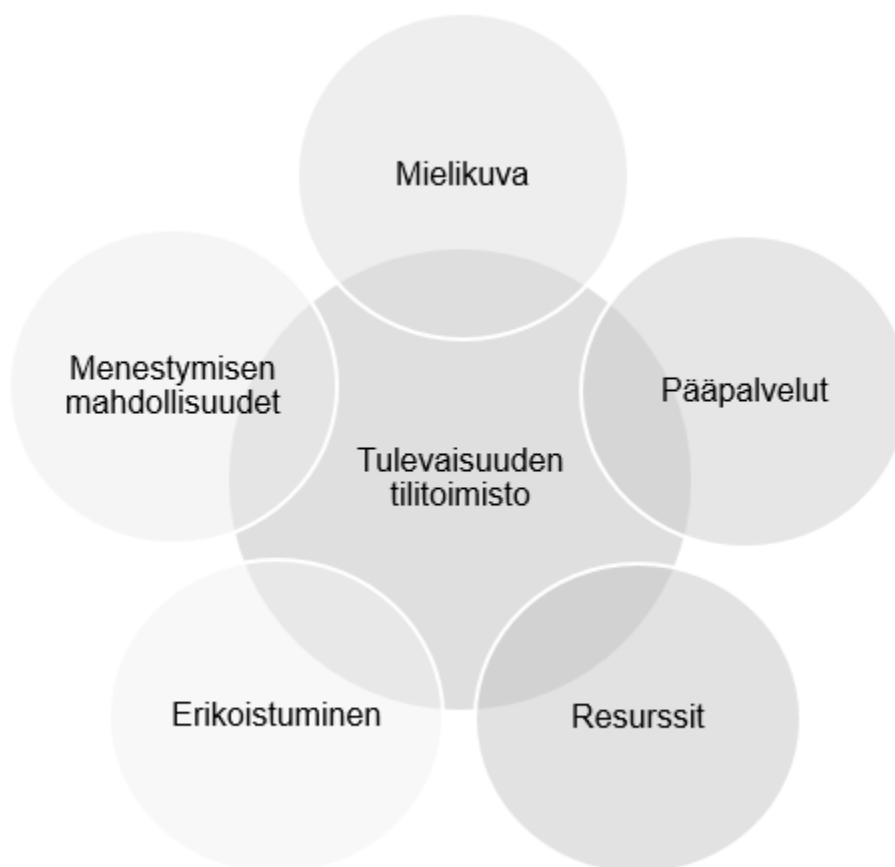 Mielikuva
Menestymisen
mahdollisuudet
Pääpalvelut
Tulevaisuuden
tilitoimisto
Erikoistuminen
Resurssit